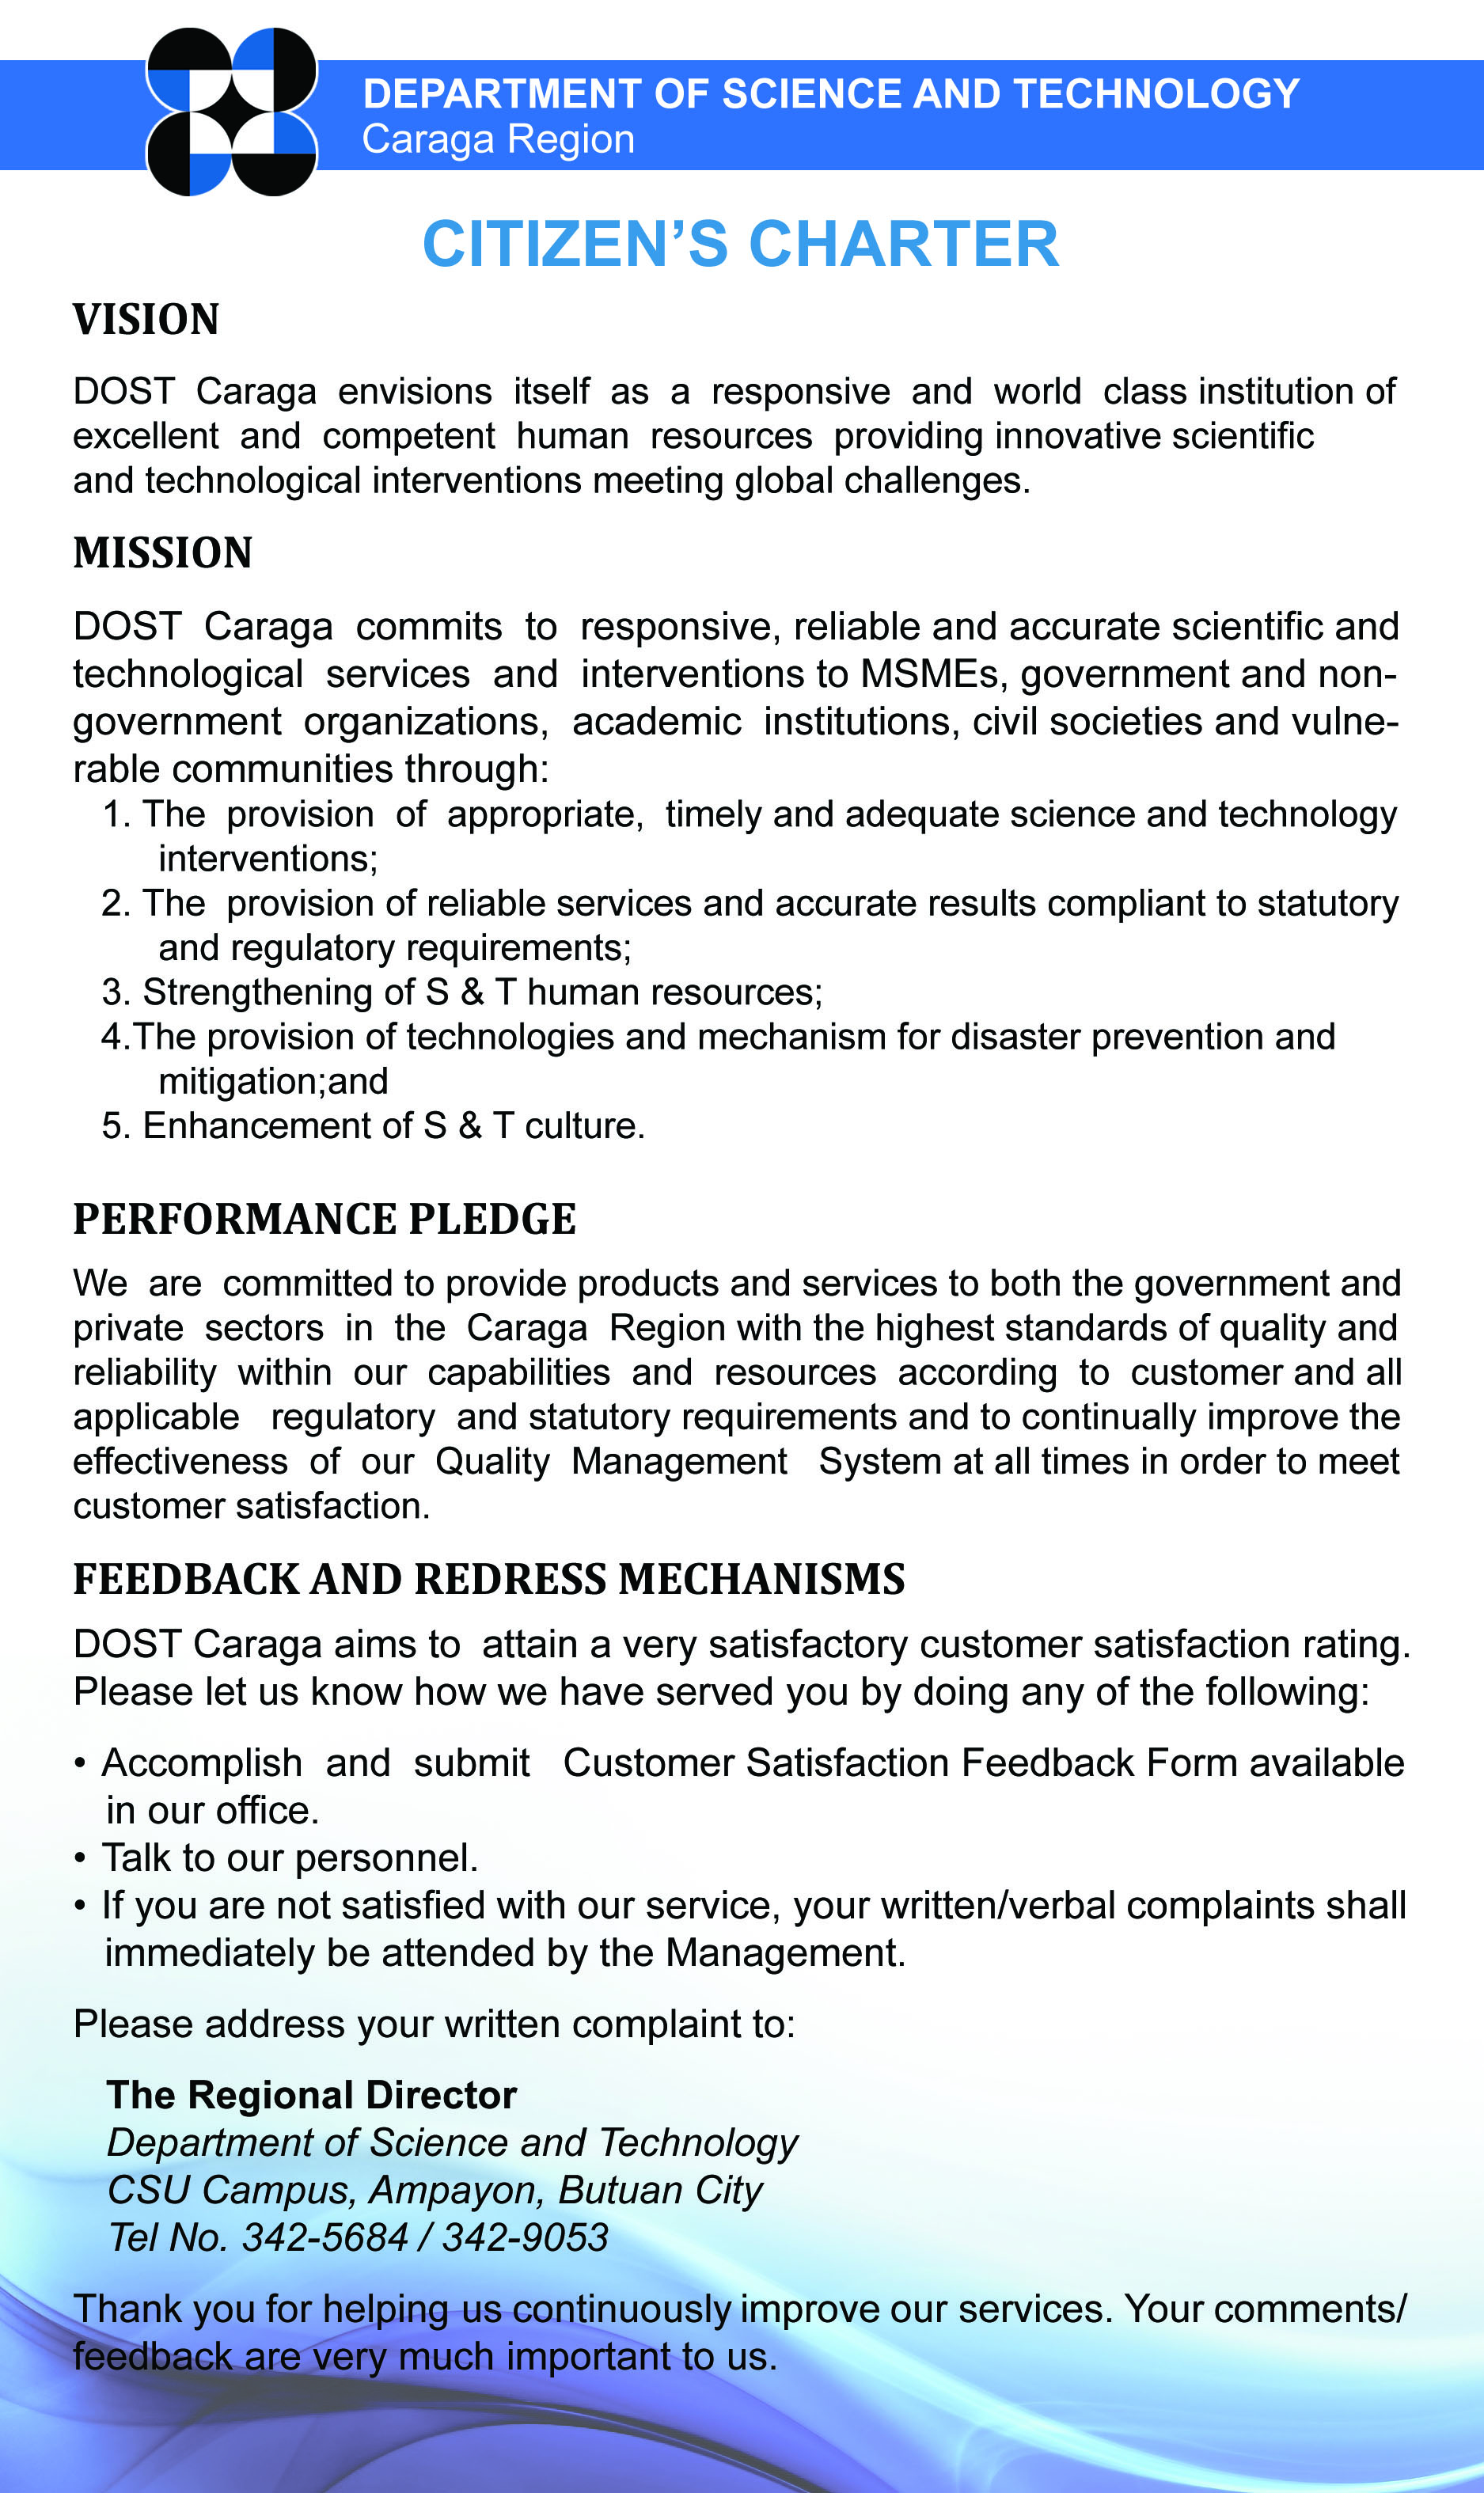 DEPARTMENT OF SCIENCE AND TECHNOLOGY
Caraga Region
CITIZEN’S CHARTER
VISION
DOST Caraga envisions itself as a responsive and world class institution of
excellent and competent human resources providing innovative scientific
and technological interventions meeting global challenges.
MISSION
DOST Caraga commits to responsive, reliable and accurate scientific and
technological services and interventions to MSMEs, government and non-
government organizations, academic institutions, civil societies and vulne-
rable communities through:
1. The provision of appropriate, timely and adequate science and technology
interventions;
2. The provision of reliable services and accurate results compliant to statutory
and regulatory requirements;
3. Strengthening of S & T human resources;
4.The provision of technologies and mechanism for disaster prevention and
mitigation;and
5. Enhancement of S & T culture.
PERFORMANCE PLEDGE
We are committed to provide products and services to both the government and
private sectors in the Caraga Region with the highest standards of quality and
reliability within our capabilities and resources according to customer and all
applicable regulatory and statutory requirements and to continually improve the
effectiveness of our Quality Management System at all times in order to meet
customer satisfaction.
FEEDBACK AND REDRESS MECHANISMS
DOST Caraga aims to attain a very satisfactory customer satisfaction rating.
Please let us know how we have served you by doing any of the following:
• Accomplish and submit Customer Satisfaction Feedback Form available
in our office.
• Talk to our personnel.
• If you are not satisfied with our service, your written/verbal complaints shall
immediately be attended by the Management.
Please address your written complaint to:
The Regional Director
Department of Science and Technology
CSU Campus, Ampayon, Butuan City
Tel No. 342-5684 / 342-9053
Thank you for helping us continuously improve our services. Your comments/
feedback are very much important to us.